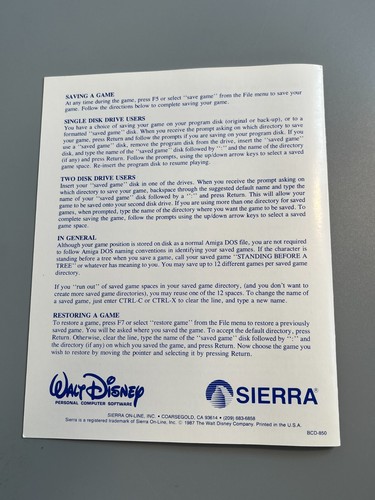 SAVING A GAME
At any time during the game, press F5 or select "save game" from the File menu to save your
game. Follow the directions below to complete saving your game.
SINGLE DISK DRIVE USERS
You have a choice of saving your game on your program disk (original or back-up), or to a
formatted "saved game" disk. When you receive the prompt asking on which directory to save
your game, press Return and follow the prompts if you are saving on your program disk. If you
use a "saved game" disk, remove the program disk from the drive, insert the "saved game"
disk, and type the name of the "saved game" disk followed by ":" and the name of the directory
(if any) and press Return. Follow the prompts, using the up/down arrow keys to select a saved
game space. Re-insert the program disk to resume playing.
TWO DISK DRIVE USERS
Insert your "saved game" disk in one of the drives. When you receive the prompt asking on
which directory to save your game, backspace through the suggested default name and type the
name of your "saved game" disk followed by a ":" and press Return. This will allow your
game to be saved onto your second disk drive. If you are using more than one directory for saved
games, when prompted, type the name of the directory where you want the game to be saved. To
complete saving the game, follow the prompts using the up/down arrow keys to select a saved
game space.
IN GENERAL
Although your game position is stored on disk as a normal Amiga DOS file, you are not required
to follow Amiga DOS naming conventions in identifying your saved games. If the character is
standing before a tree when you save a game, call your saved game "STANDING BEFORE A
TREE" or whatever has meaning to you. You may save up to 12 different games per saved game
directory.
If you "run out" of saved game spaces in your saved game directory, (and you don't want to
create more saved game directories), you may reuse one of the 12 spaces. To change the name of
a saved game, just enter CTRL-C or CTRL-X to clear the line, and type a new name.
RESTORING A GAME
To restore a game, press F7 or select "restore game" from the File menu to restore a previously
saved game. You will be asked where you saved the game. To accept the default directory, press
Return. Otherwise, clear the line, type the name of the "saved" disk followed by ":" and
the directory (if any) on which you saved the game, and press Return. Now choose the game you
wish to restore by moving the pointer and selecting it by pressing Return.
WALT DISNEY
PERSONAL COMPUTER SOFTWARE
SIERRA®
SIERRA ON-LINE, INC. • COARSEGOLD, CA 93614 • (209) 683-6858
Sierra is a registered trademark of Sierra On-Line, Inc. © 1987 The Walt Disney Company. Printed in the U.S.A.
BCD-850